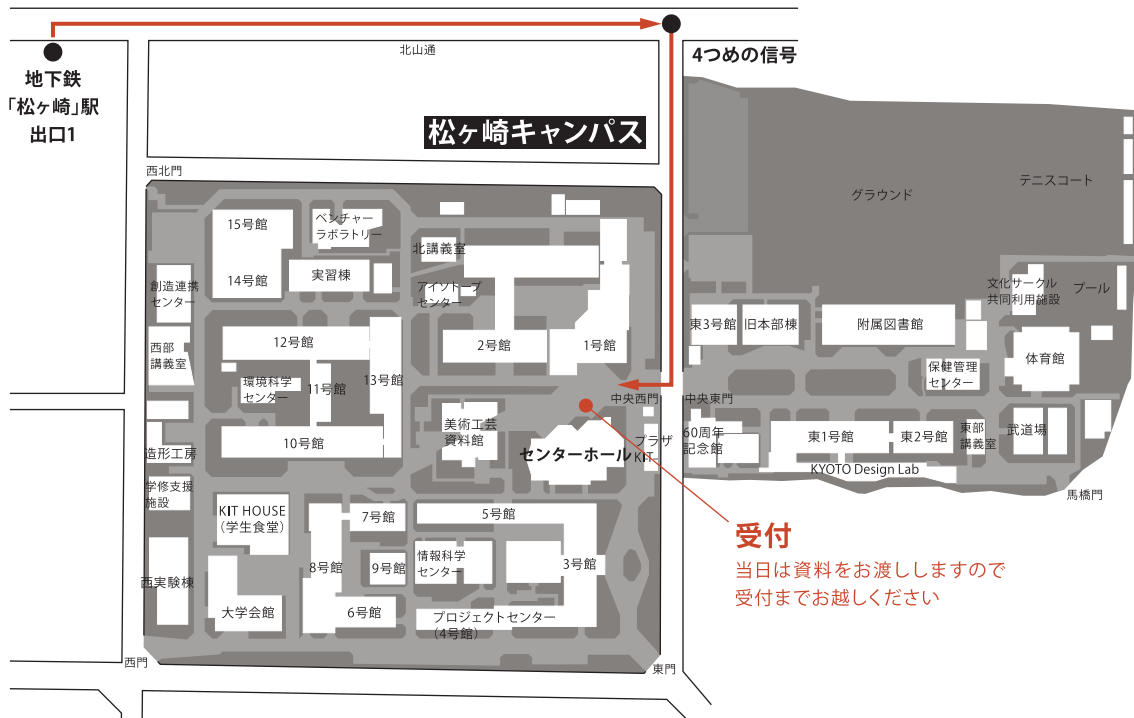 北山通
4つめの信号
地下鉄
「松ヶ崎」駅
出口1
松ヶ崎キャンパス
西北門
グラウンド
テニスコート
15号館
ベンチャー
ラボラトリー
北講義室
14号館
実習棟
創造連携
センター
アイソトープ
センター
文化サークル
共同利用施設
プール
東3号館
旧本部棟
附属図書館
12号館
2号館
1号館
西部
講義室
体育館
環境科学
センター
11号館
13号館
保健管理
センター
中央西門
中央東門
10号館
美術工芸
資料館
センターホール
プラザ
KIT
60周年
記念館
東1号館
東2号館
東部
講義室
武道場
造形工房
KYOTO Design Lab
馬橋門
学修支援
施設
KIT HOUSE
(学生食堂)
7号館
5号館
受付
当日は資料をお渡ししますので
受付までお越しください
8号館
9号館
情報科学
センター
3号館
西実験棟
大学会館
6号館
プロジェクトセンター
(4号館)
西門
東門